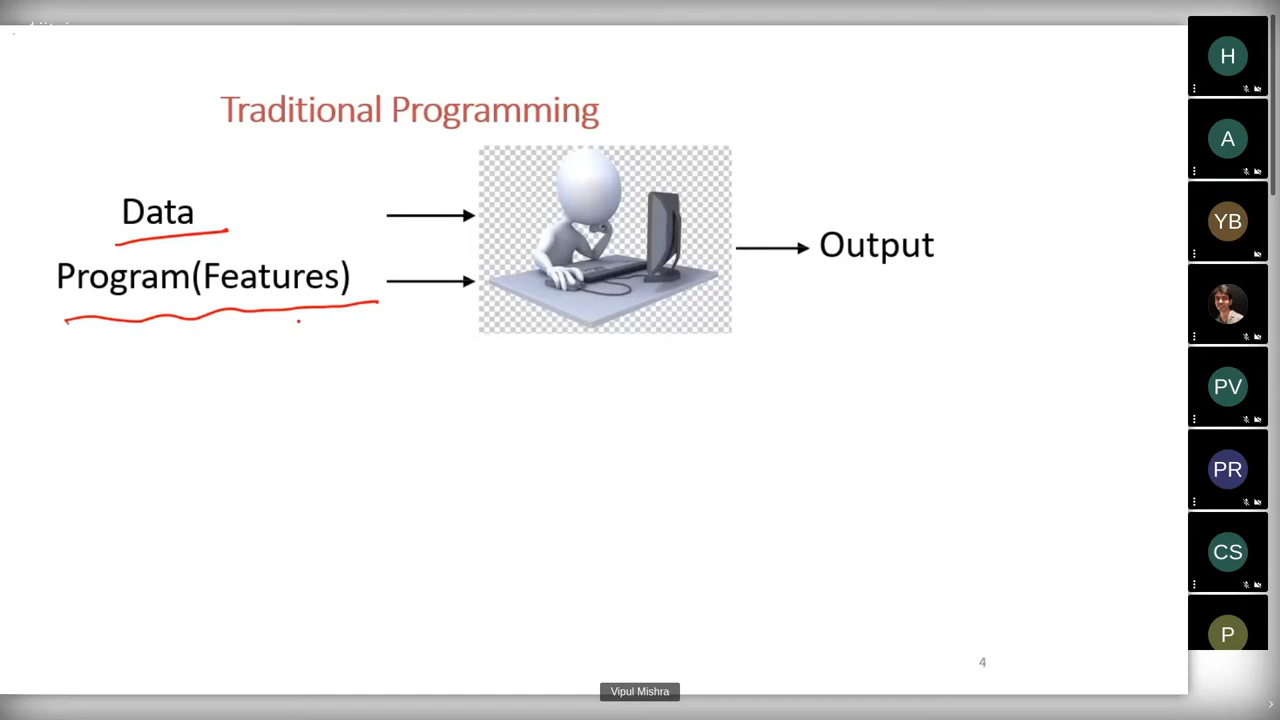 Traditional Programming
Data
Program(Features)
Output
4
Vipul Mishra
H
A
YB
PV
PR
CS
P